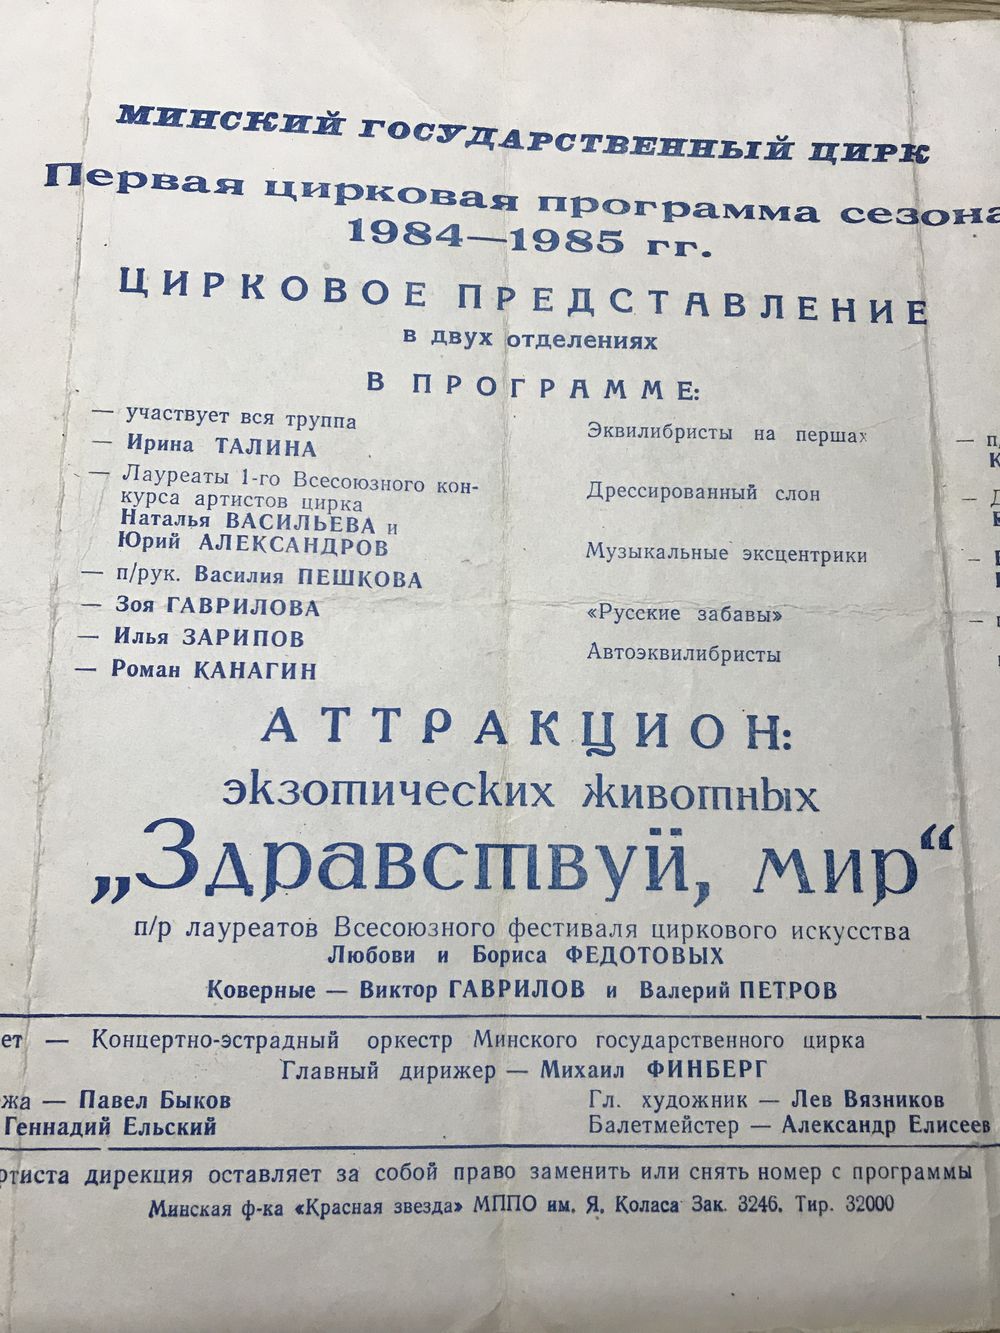 МИНСКИЙ ГОСУДАРСТВЕННЫЙ ЦИРК
Первая цирковая программа сезона
1984—1985 гг.
ЦИРКОВОЕ ПРЕДСТАВЛЕНИЕ
в двух отделениях
В ПРОГРАММЕ:
— участвует вся труппа
— Ирина ТАЛИНА
— Лауреаты 1-го Всесоюзного кон-
курса артистов цирка
Наталья ВАСИЛЬЕВА и
Юрий АЛЕКСАНДРОВ
— п/рук. Василия ПЕШКОВА
— Зоя ГАВРИЛОВА
— Илья ЗАРИПОВ
— Роман КАНАГИН
Эквилибристы на першах
Дрессированный слон
Музыкальные эксцентрики
«Русские забавы»
Автоэквилибристы
АТТРАКЦИОН:
экзотических животных
„Здравствуй, мир“
п/р лауреатов Всесоюзного фестиваля циркового искусства
Любови и Бориса ФЕДОТОВЫХ
Коверные — Виктор ГАВРИЛОВ и Валерий ПЕТРОВ
ет — Концертно-эстрадный оркестр Минского государственного цирка
Главный дирижер — Михаил ФИНБЕРГ
жа — Павел Быков
Геннадий Ельский
Гл. художник — Лев Вязников
Балетмейстер — Александр Елисеев
ртиста дирекция оставляет за собой право заменить или снять номер с программы
Минская ф-ка «Красная звезда» МППО им. Я. Коласа Зак. 3246. Тир. 32000